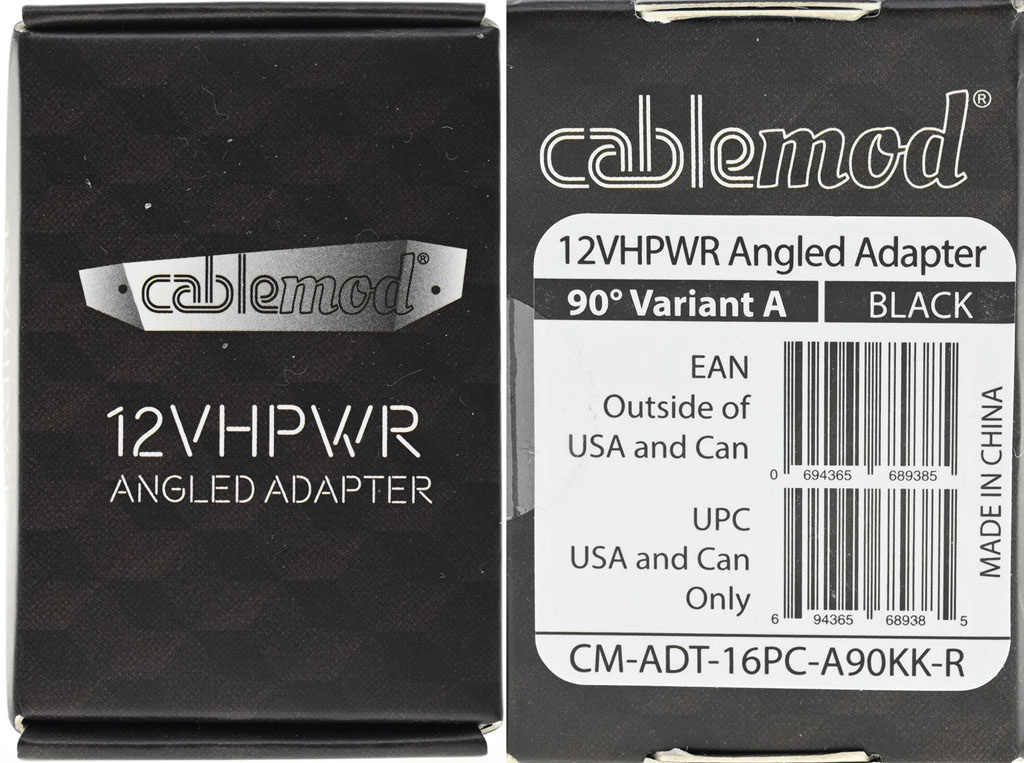 cablemod®
12VHPWR
ANGLED ADAPTER
cablemod®
12VHPWR Angled Adapter
90° Variant A BLACK
EAN
Outside of
USA and Can
0 694365 689385
UPC
USA and Can
Only
6 94365 68938 5
MADE IN CHINA
CM-ADT-16PC-A90KK-R